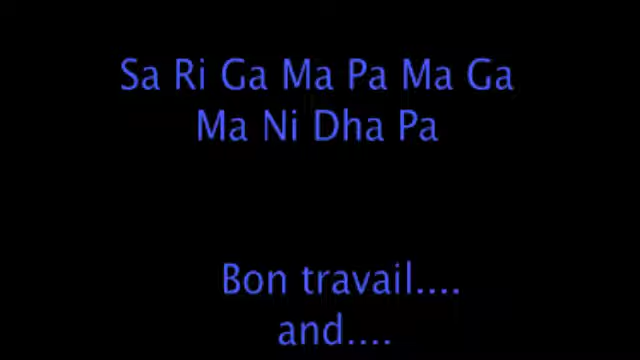 Sa Ri Ga Ma Pa Ma Ga
Ma Ni Dha Pa
Bon travail....
and....